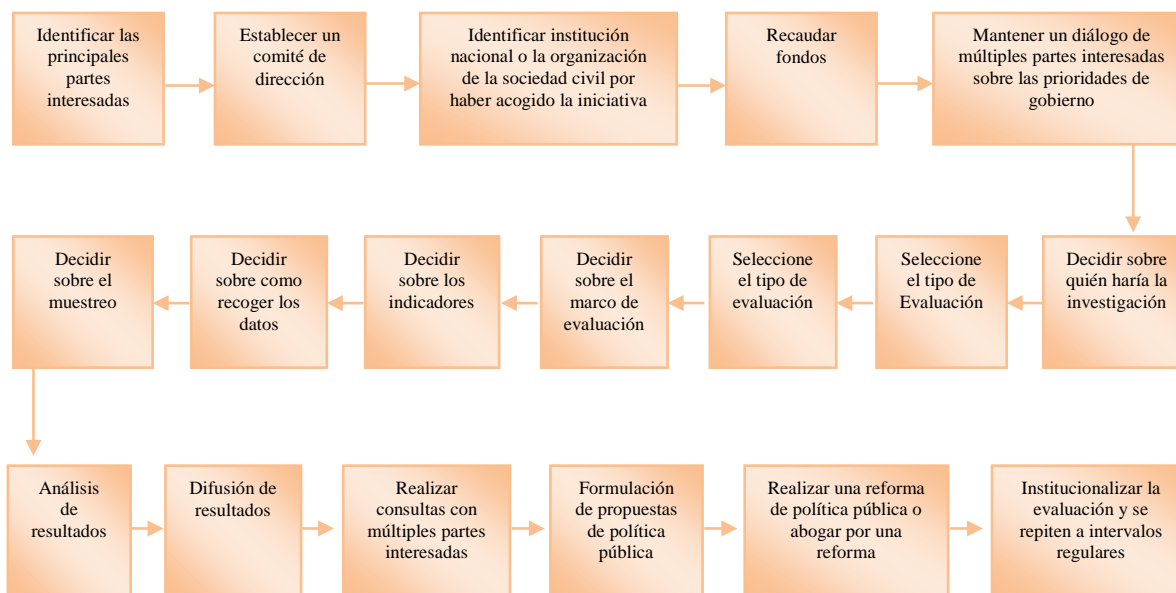 Identificar las
principales
partes
interesadas
Establecer un
comité de
dirección
Identificar institución
nacional o la organización
de la sociedad civil por
haber acogido la iniciativa
Recaudar
fondos
Mantener un diálogo de
múltiples partes interesadas
sobre las prioridades de
gobierno
Decidir sobre
quién haría la
investigación
Seleccione
el tipo de
Evaluación
Seleccione
el tipo de
evaluación
Decidir
sobre el
marco de
evaluación
Decidir
sobre los
indicadores
Decidir
sobre como
recoger los
datos
Decidir
sobre el
muestreo
Análisis
de
resultados
Difusión de
resultados
Realizar
consultas con
múltiples partes
interesadas
Formulación
de propuestas
de política
pública
Realizar una reforma
de política pública o
abogar por una
reforma
Institucionalizar la
evaluación y se
repiten a intervalos
regulares